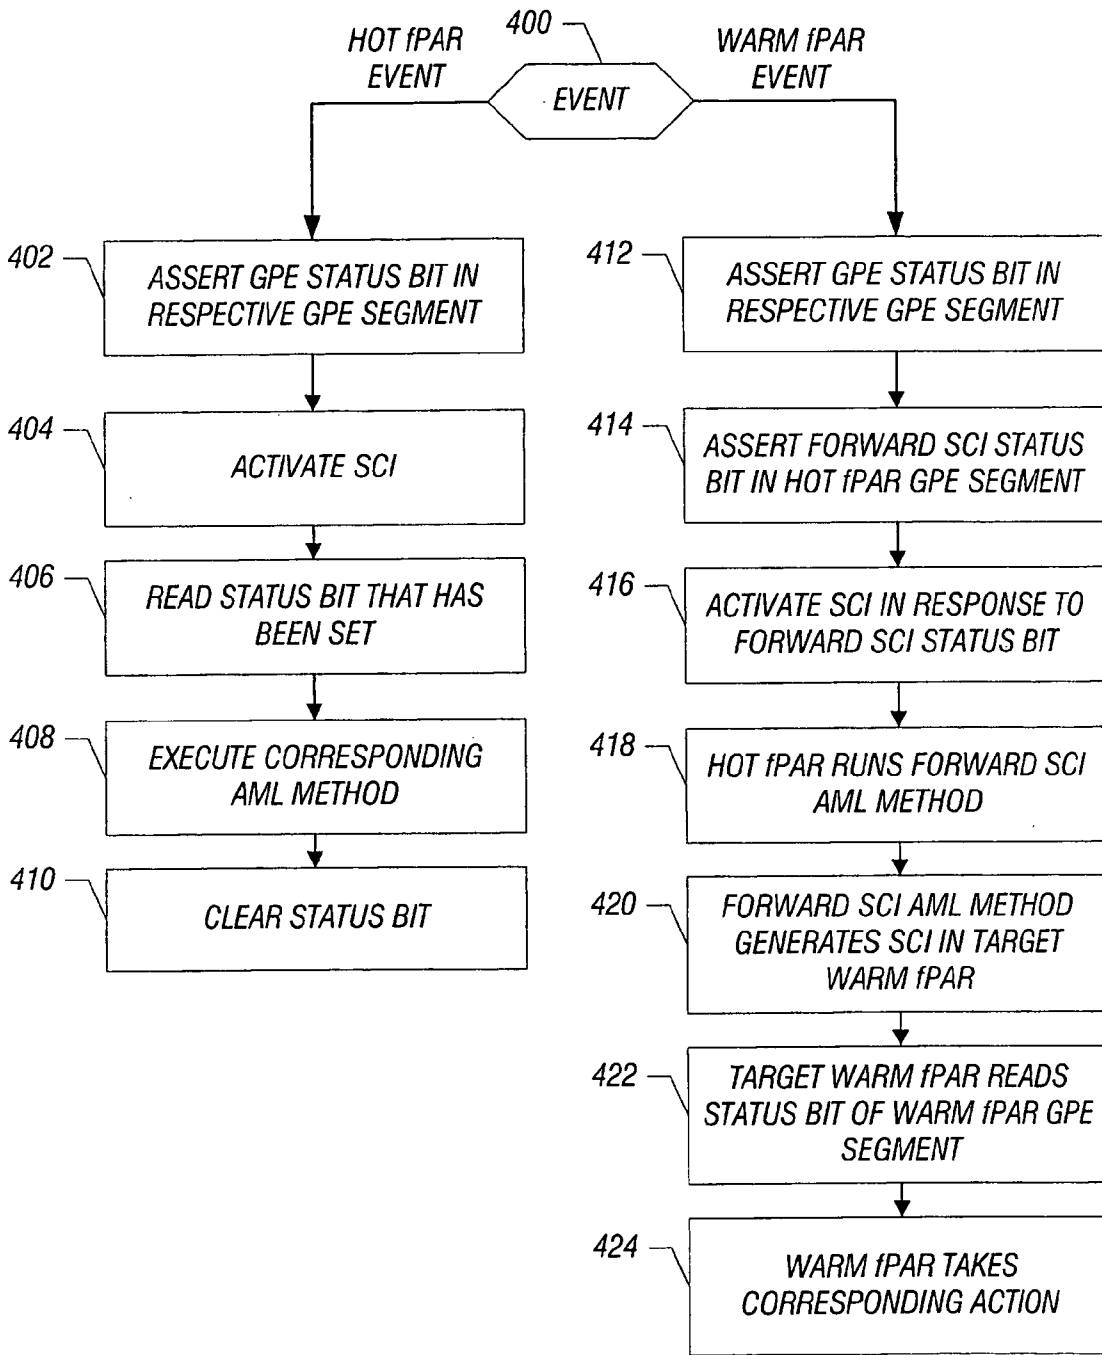 400
HOT fPAR
EVENT
WARM fPAR
EVENT
EVENT
402
ASSERT GPE STATUS BIT IN
RESPECTIVE GPE SEGMENT
404
ACTIVATE SCI
406
READ STATUS BIT THAT HAS
BEEN SET
408
EXECUTE CORRESPONDING
AML METHOD
410
CLEAR STATUS BIT
412
ASSERT GPE STATUS BIT IN
RESPECTIVE GPE SEGMENT
414
ASSERT FORWARD SCI STATUS
BIT IN HOT fPAR GPE SEGMENT
416
ACTIVATE SCI IN RESPONSE TO
FORWARD SCI STATUS BIT
418
HOT fPAR RUNS FORWARD SCI
AML METHOD
420
FORWARD SCI AML METHOD
GENERATES SCI IN TARGET
WARM fPAR
422
TARGET WARM fPAR READS
STATUS BIT OF WARM fPAR GPE
SEGMENT
424
WARM fPAR TAKES
CORRESPONDING ACTION